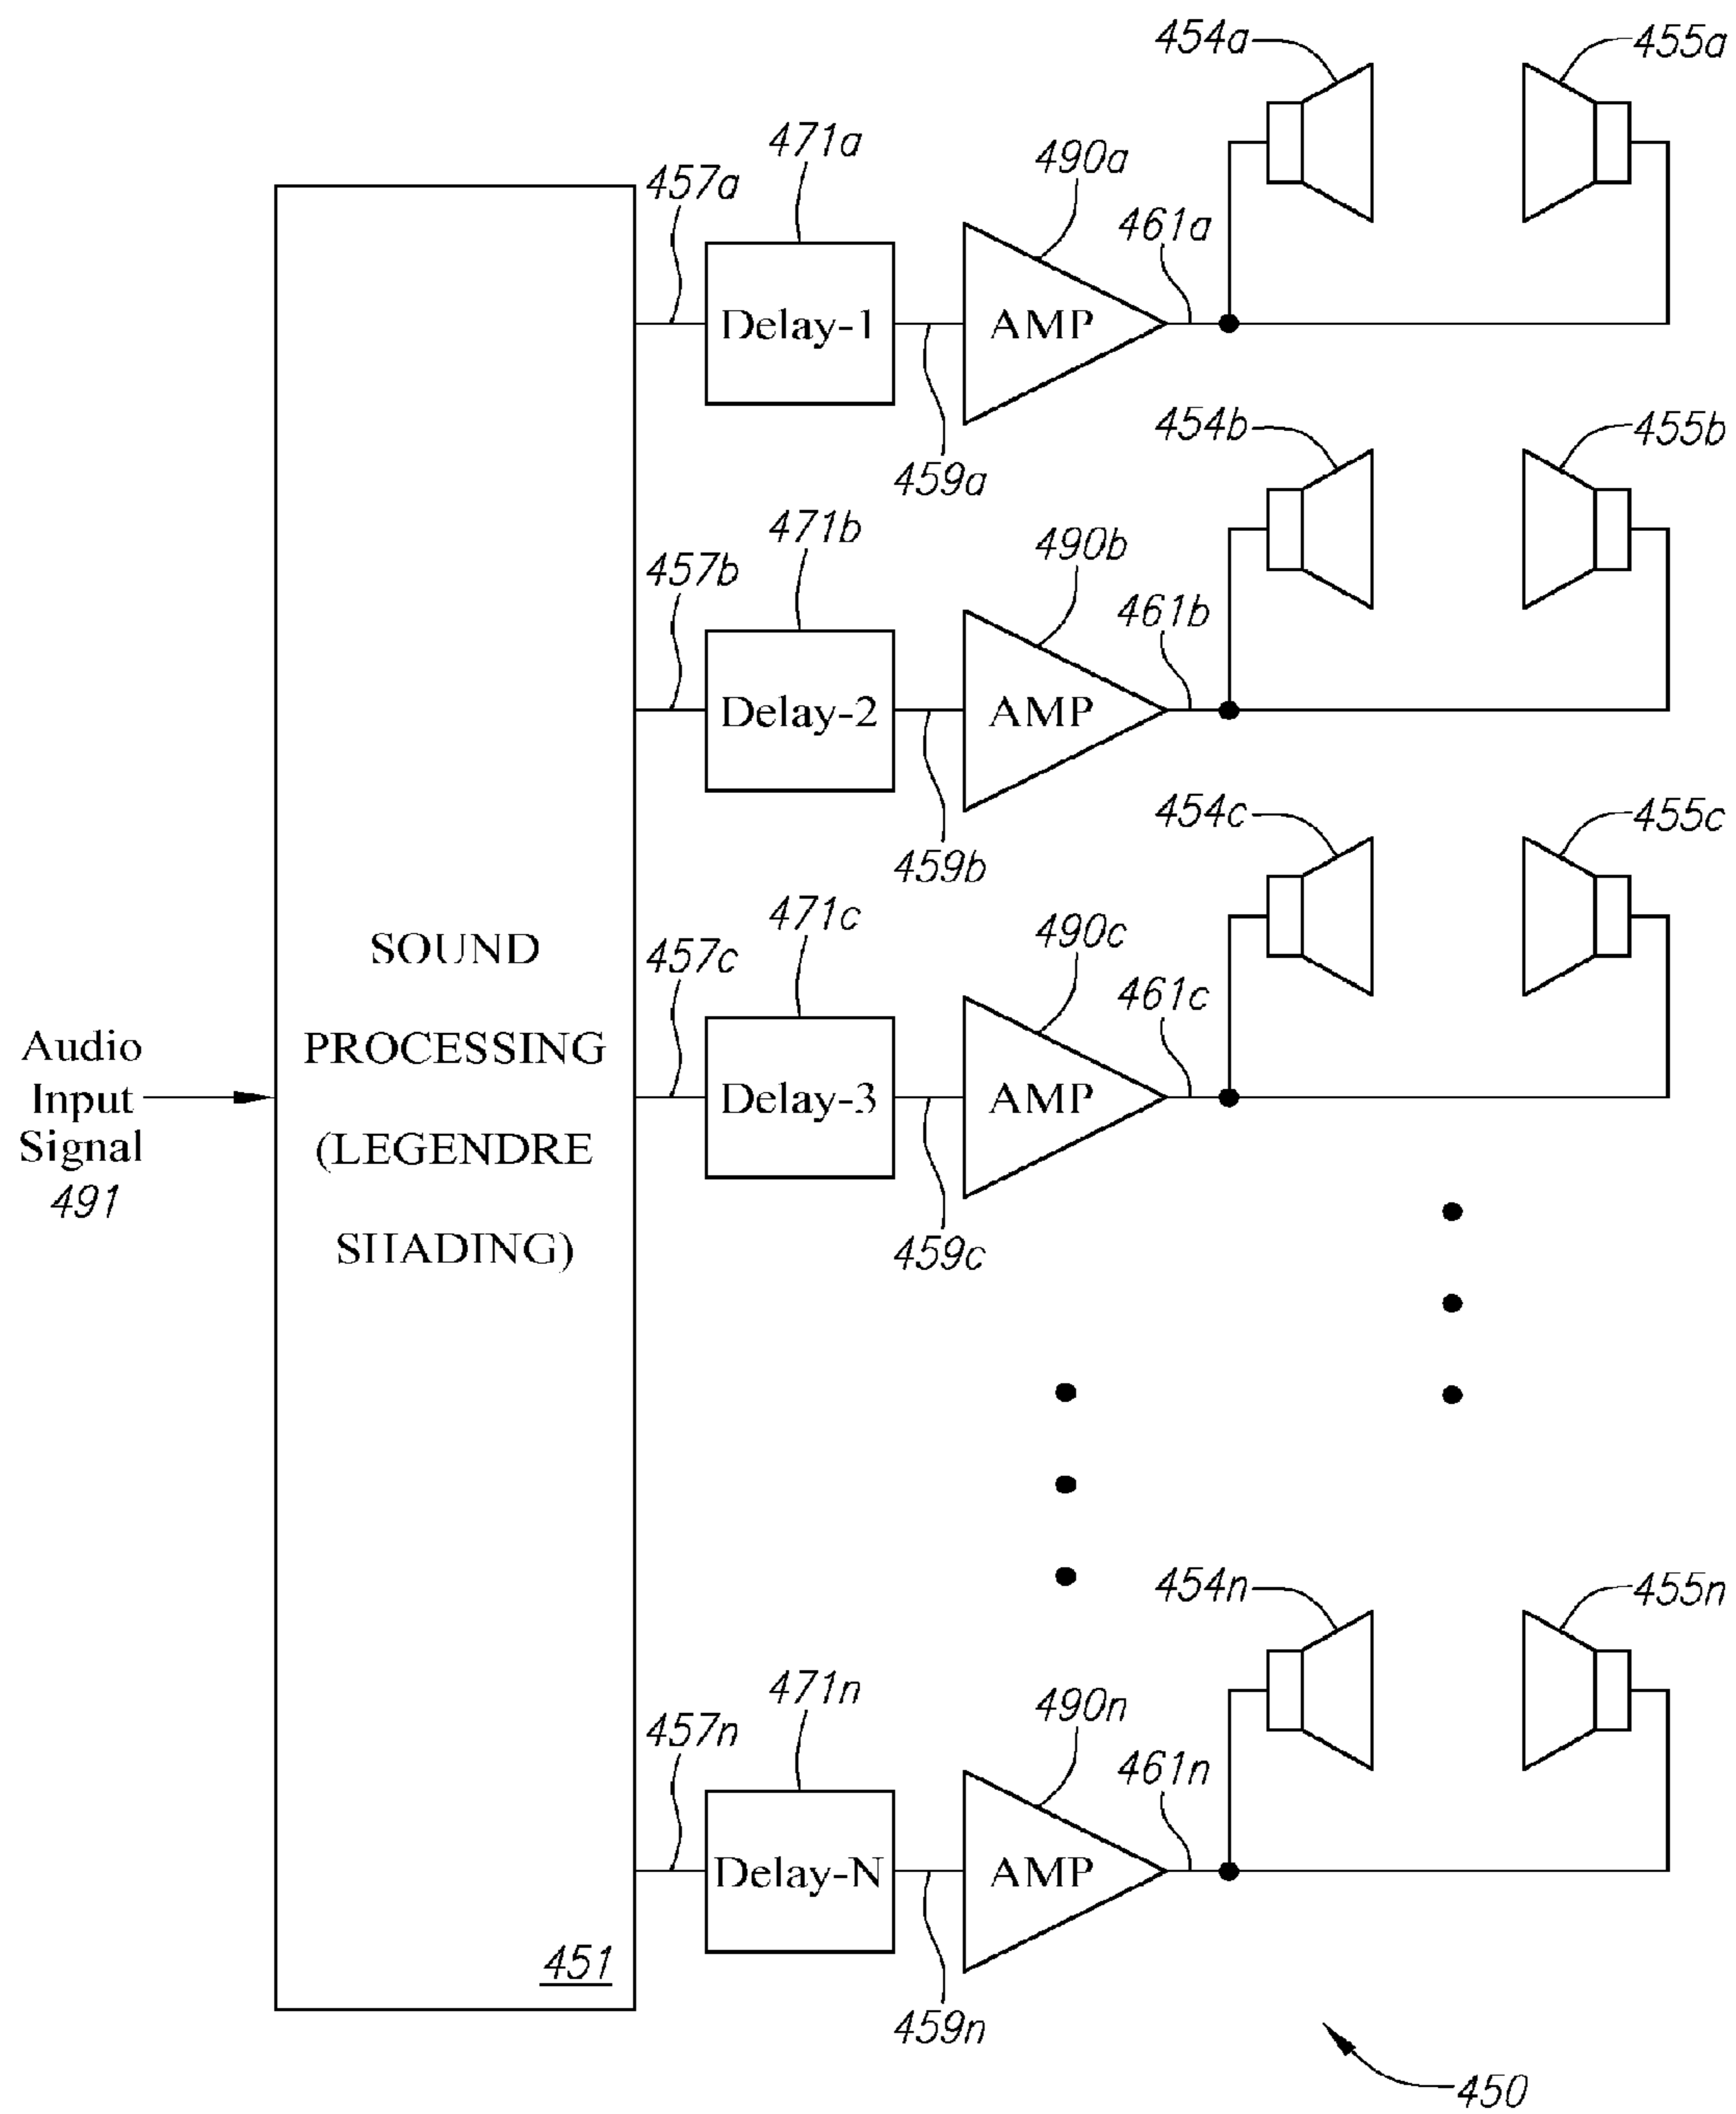 454a
455a
471a
490a
457a
461a
Delay-1
AMP
459a
454b
455b
471b
490b
457b
461b
Delay-2
AMP
459b
454c
455c
471c
490c
457c
461c
Delay-3
AMP
459c
SOUND
PROCESSING
(LEGENDRE
SHADING)
Audio
Input
Signal
491
454n
455n
471n
490n
457n
461n
Delay-N
AMP
459n
451
450